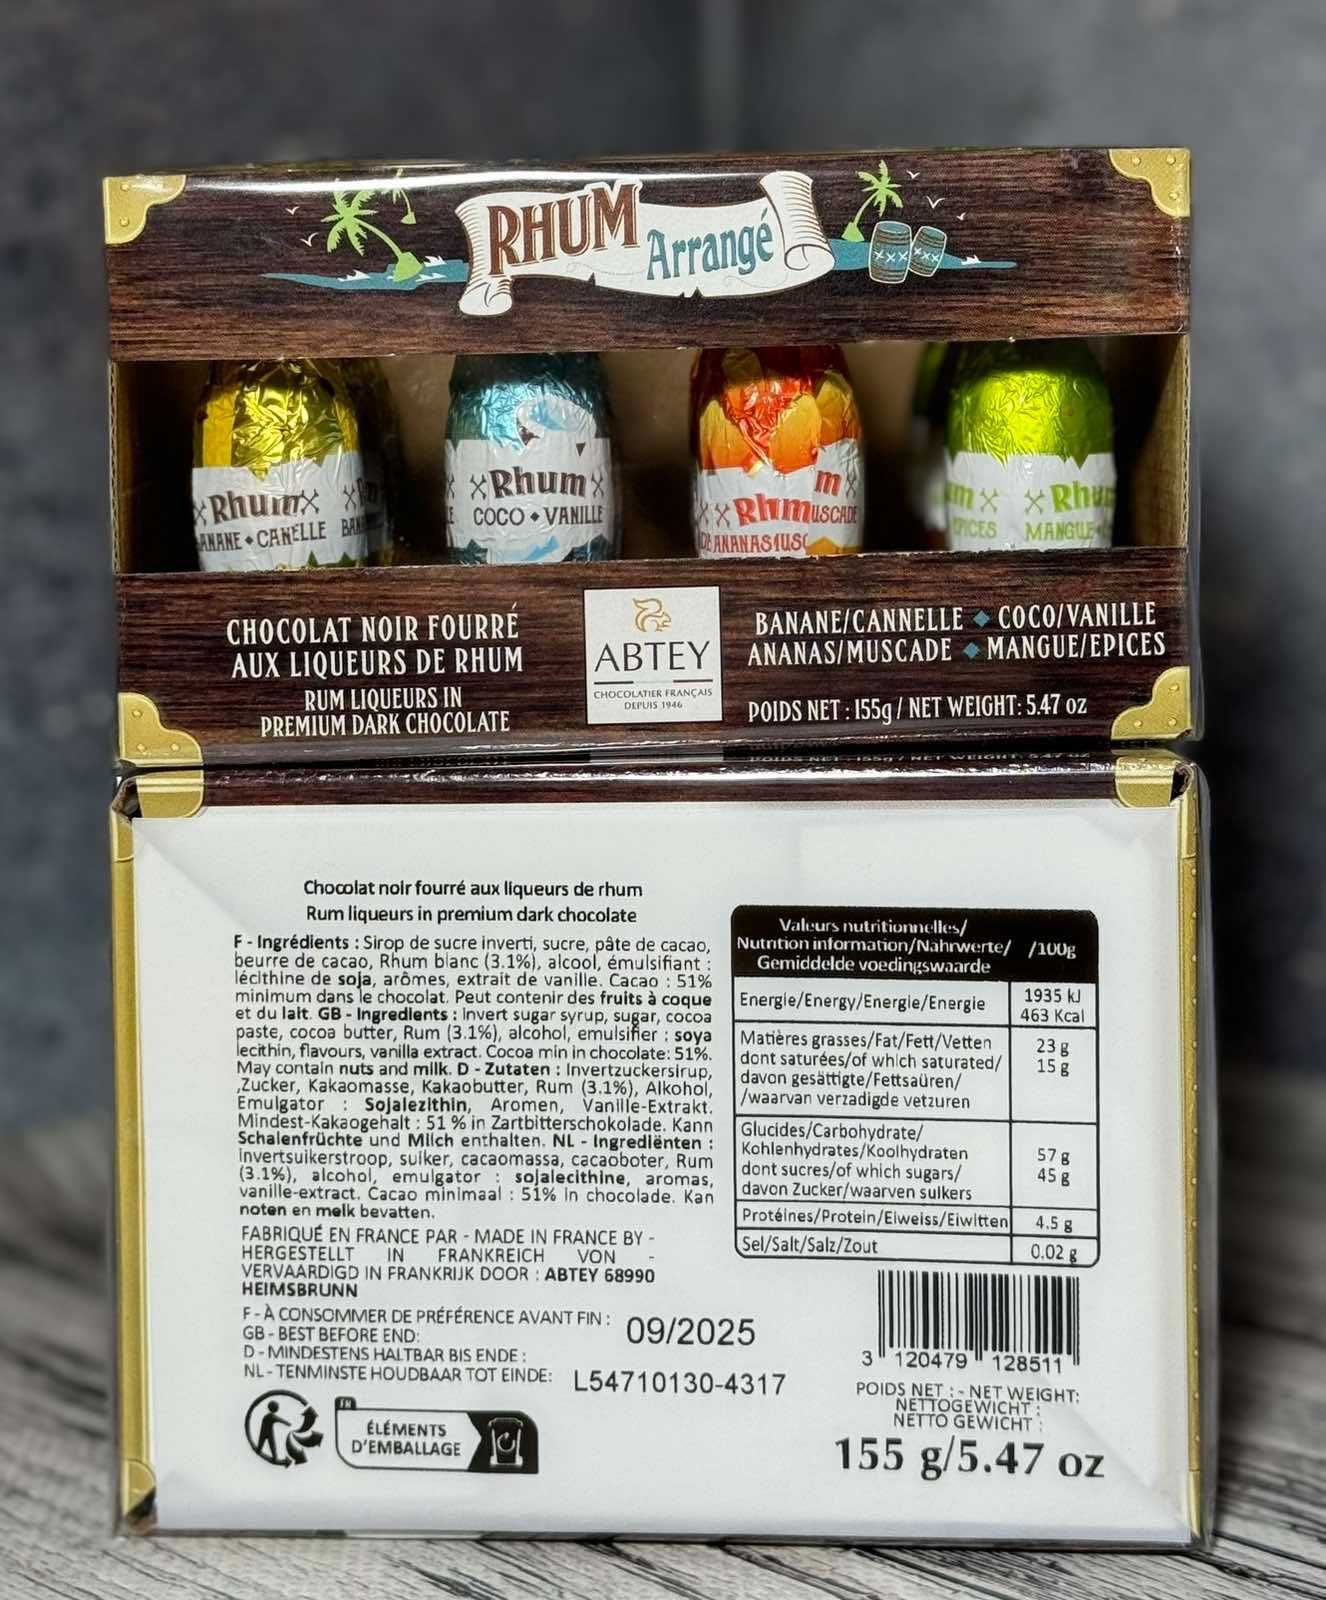 RHUM
Arrangé
Rhum
BANANE ◆ CANELLE
Rhum
COCO ◆ VANILLE
Rhum
ANANAS
MUSCADE
Rhum
EPICES
MANGUE
CHOCOLAT NOIR FOURRÉ
AUX LIQUEURS DE RHUM
RUM LIQUEURS IN
PREMIUM DARK CHOCOLATE
ABTEY
CHOCOLATIER FRANÇAIS
DEPUIS 1946
BANANE/CANNELLE ◆ COCO/VANILLE
ANANAS/MUSCADE ◆ MANGUE/EPICES
POIDS NET : 155g / NET WEIGHT: 5.47 oz
Chocolat noir fourré aux liqueurs de rhum
Rum liqueurs in premium dark chocolate
F - Ingrédients : Sirop de sucre inverti, sucre, pâte de cacao,
beurre de cacao, Rhum blanc (3.1%), alcool, émulsifiant :
lécithine de soja, arômes, extrait de vanille. Cacao : 51%
minimum dans le chocolat. Peut contenir des fruits à coque
et du lait. GB - Ingredients : Invert sugar syrup, sugar, cocoa
paste, cocoa butter, Rum (3.1%), alcohol, emulsifier : soya
lecithin, flavours, vanilla extract. Cocoa min in chocolate: 51%.
May contain nuts and milk. D - Zutaten : Invertzuckersirup,
,Zucker, Kakaomasse, Kakaobutter, Rum (3.1%), Alkohol,
Emulgator : Sojalezithin, Aromen, Vanille-Extrakt.
Mindest-Kakaogehalt : 51 % in Zartbitterschokolade. Kann
Schalenfrüchte und Milch enthalten. NL - Ingrediënten :
Invertsuikerstroop, suiker, cacaomassa, cacaoboter, Rum
(3.1%), alcohol, emulgator : sojalecithine, aromas,
vanille-extract. Cacao minimaal : 51% in chocolade. Kan
noten en melk bevatten.
FABRIQUÉ EN FRANCE PAR - MADE IN FRANCE BY -
HERGESTELLT IN FRANKREICH VON -
VERVAARDIGD IN FRANKRIJK DOOR : ABTEY 68990
HEIMSBRUNN
F - À CONSOMMER DE PRÉFÉRENCE AVANT FIN :
GB - BEST BEFORE END:
D - MINDESTENS HALTBAR BIS ENDE :
NL - TENMINSTE HOUDBAAR TOT EINDE:
09/2025
L54710130-4317
FR
ÉLÉMENTS
D'EMBALLAGE
Valeurs nutritionnelles/
Nutrition information/Nährwerte/
Gemiddelde voedingswaarde
/100g
Energie/Energy/Energie/Energie
1935 kJ
463 Kcal
Matières grasses/Fat/Fett/Vetten
23 g
dont saturées/of which saturated/
15 g
davon gesättigte/Fettsaüren/
/waarvan verzadigde vetzuren
Glucides/Carbohydrate/
Kohlenhydrates/Koolhydraten
57 g
dont sucres/of which sugars/
45 g
davon Zucker/waarven suikers
Protéines/Protein/Eiweiss/Eiwitten
4.5 g
Sel/Salt/Salz/Zout
0.02 g
3 120479 128511
POIDS NET : - NET WEIGHT:
NETTOGEWICHT :
NETTO GEWICHT :
155 g/5.47 oz